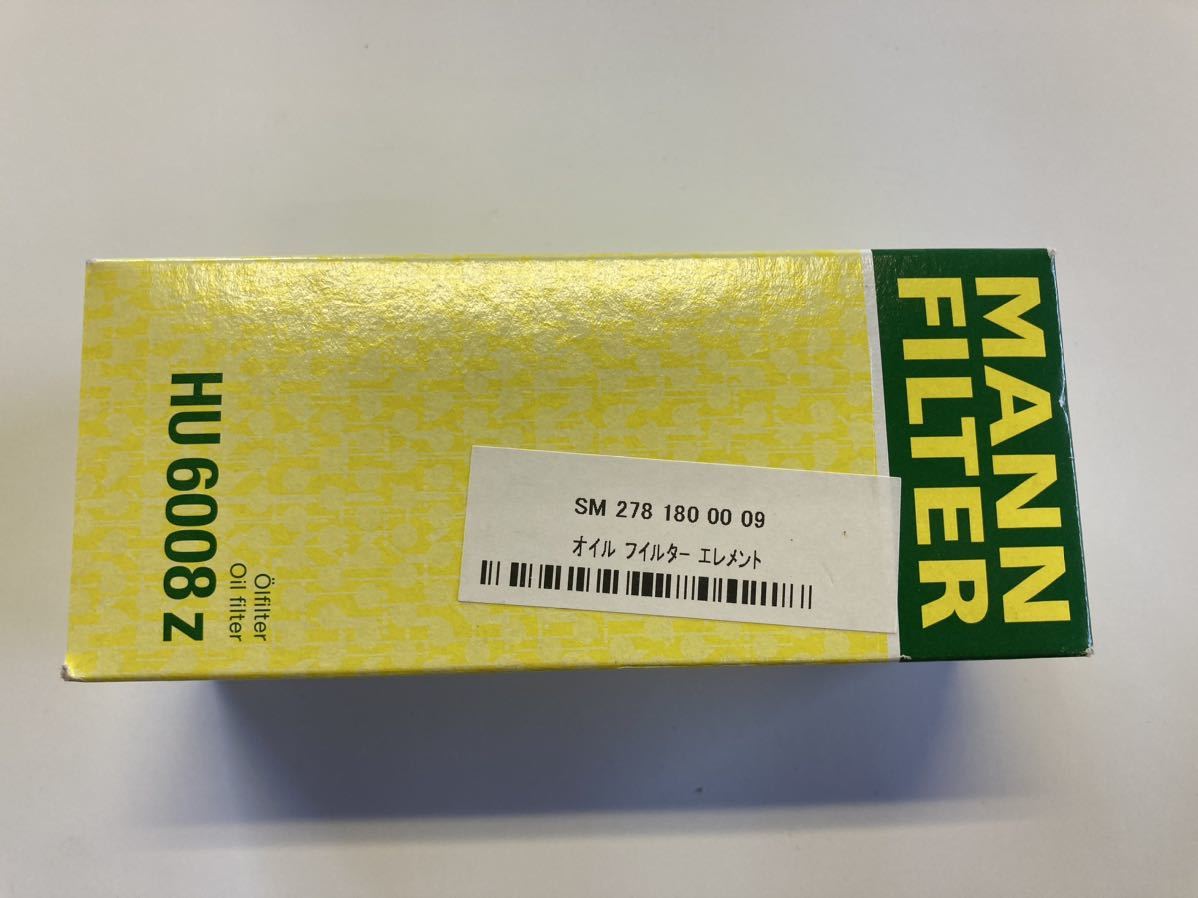 MANN
FILTER
SM 278 180 00 09
オイル フイルター エレメント
HU 6008 z
Ölfilter
Oil filter